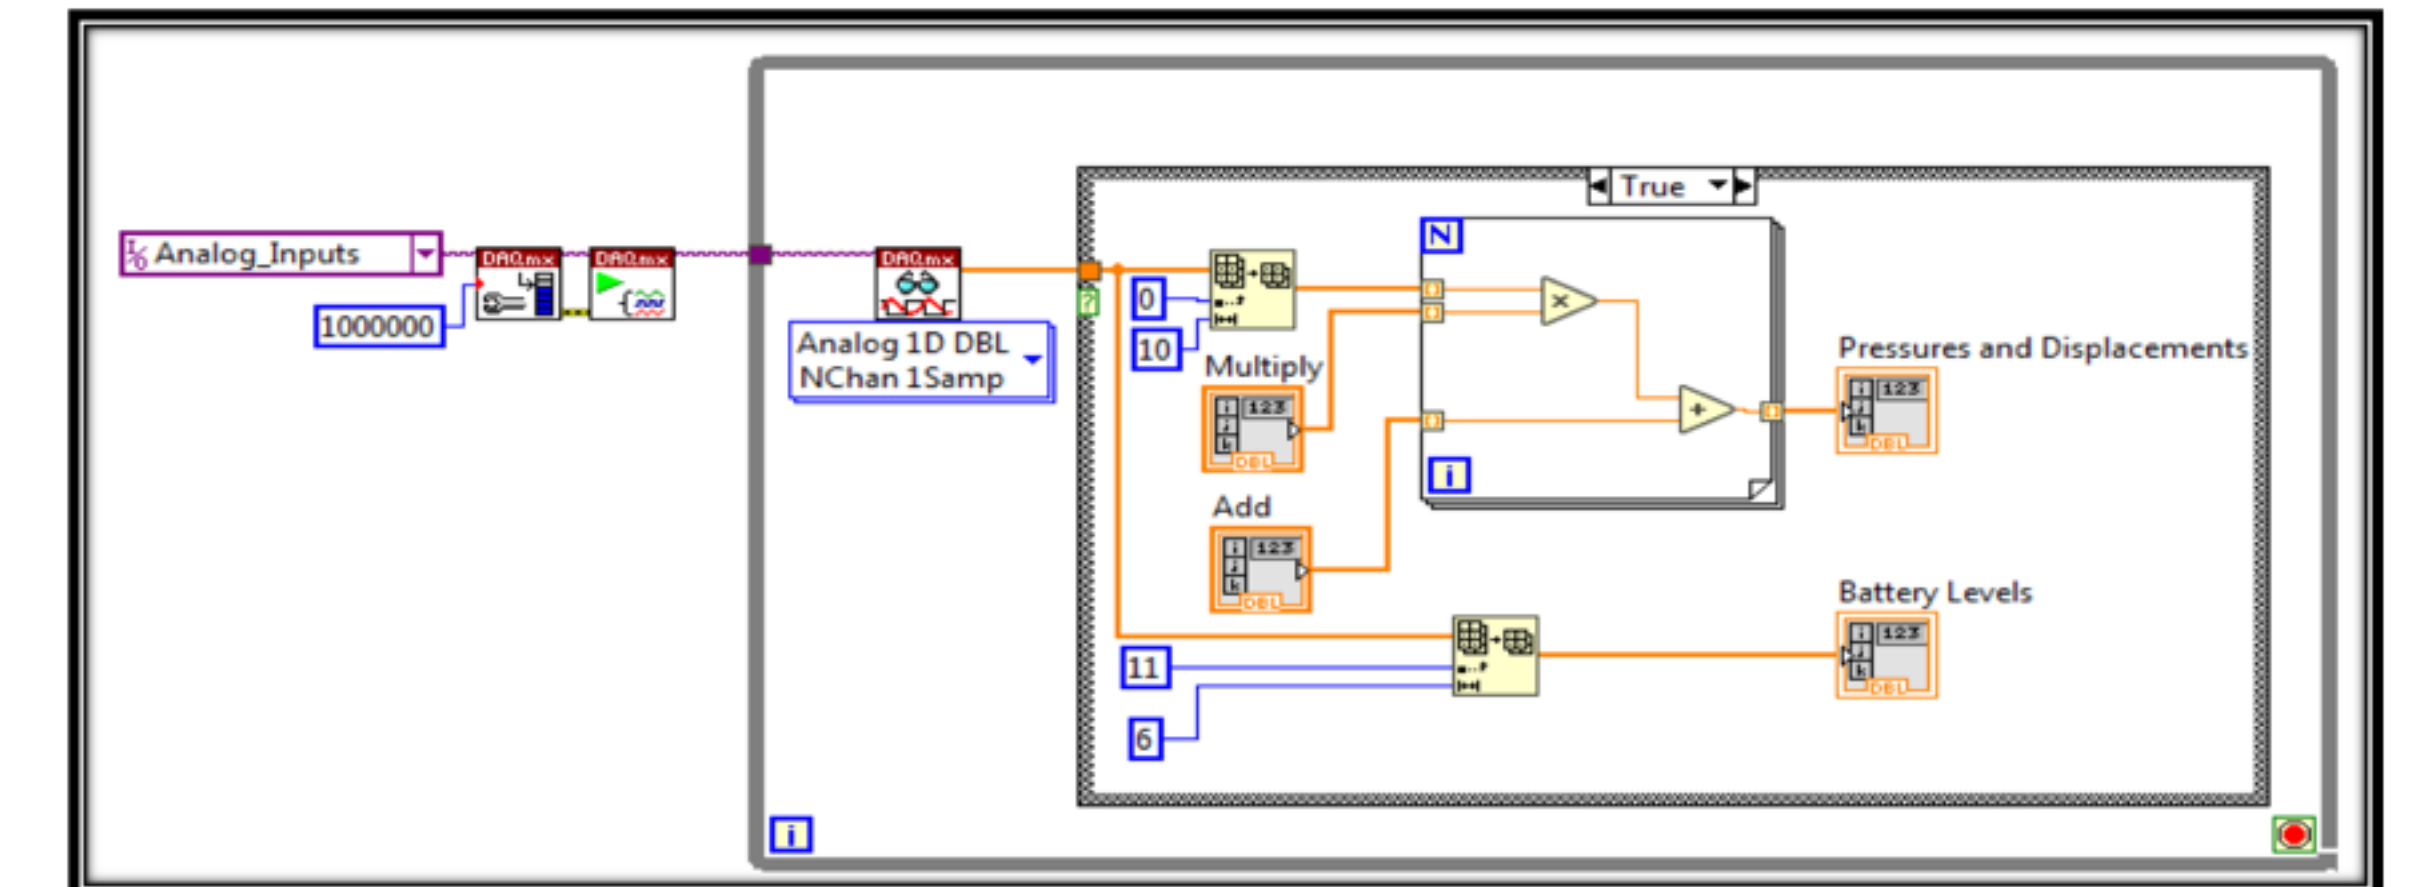 True
I/O Analog_Inputs
DAQmx
DAQmx
DAQmx
1000000
Analog 1D DBL
NChan 1Samp
?
0
10
N
×
Multiply
i
j
k
123
DBL
+
Pressures and Displacements
i
j
k
123
DBL
i
Add
i
j
k
123
DBL
Battery Levels
i
j
k
123
DBL
11
6
i